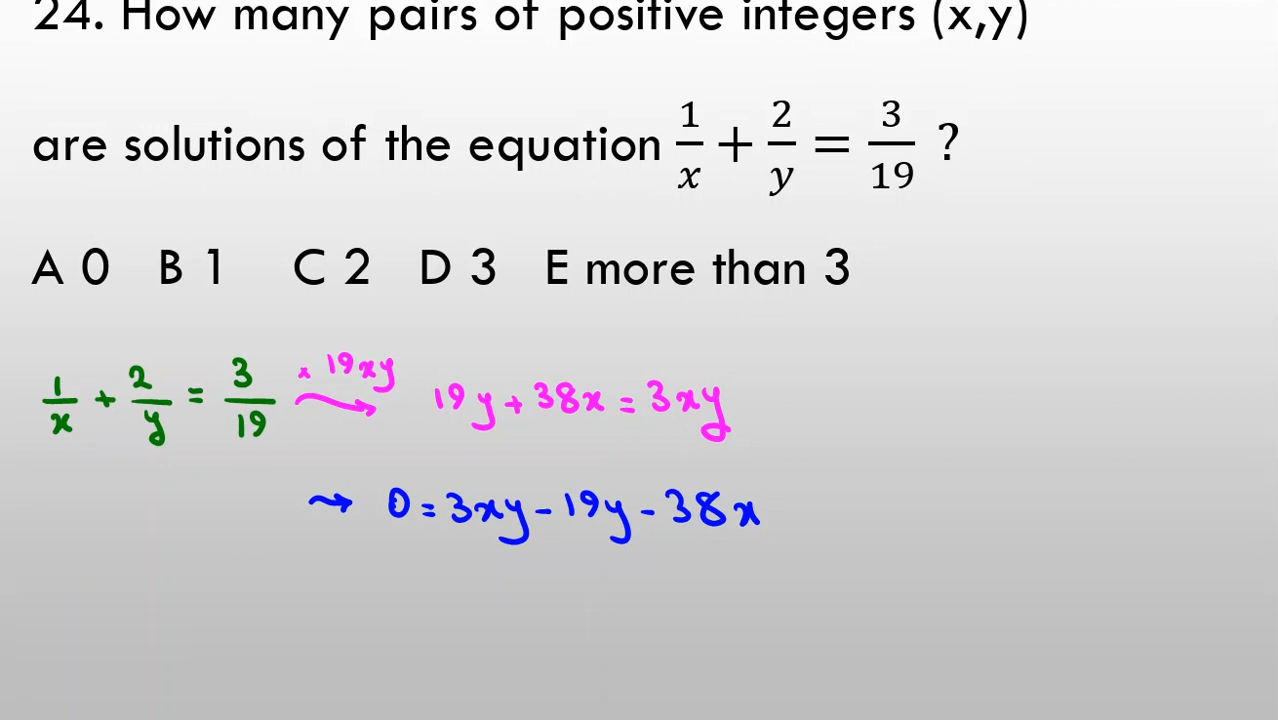 24. How many pairs of positive integers (x,y)
are solutions of the equation 1/x + 2/y = 3/19 ?
A 0 B 1 C 2 D 3 E more than 3
1/x + 2/y = 3/19 × 19xy → 19y + 38x = 3xy
→ 0 = 3xy - 19y - 38x